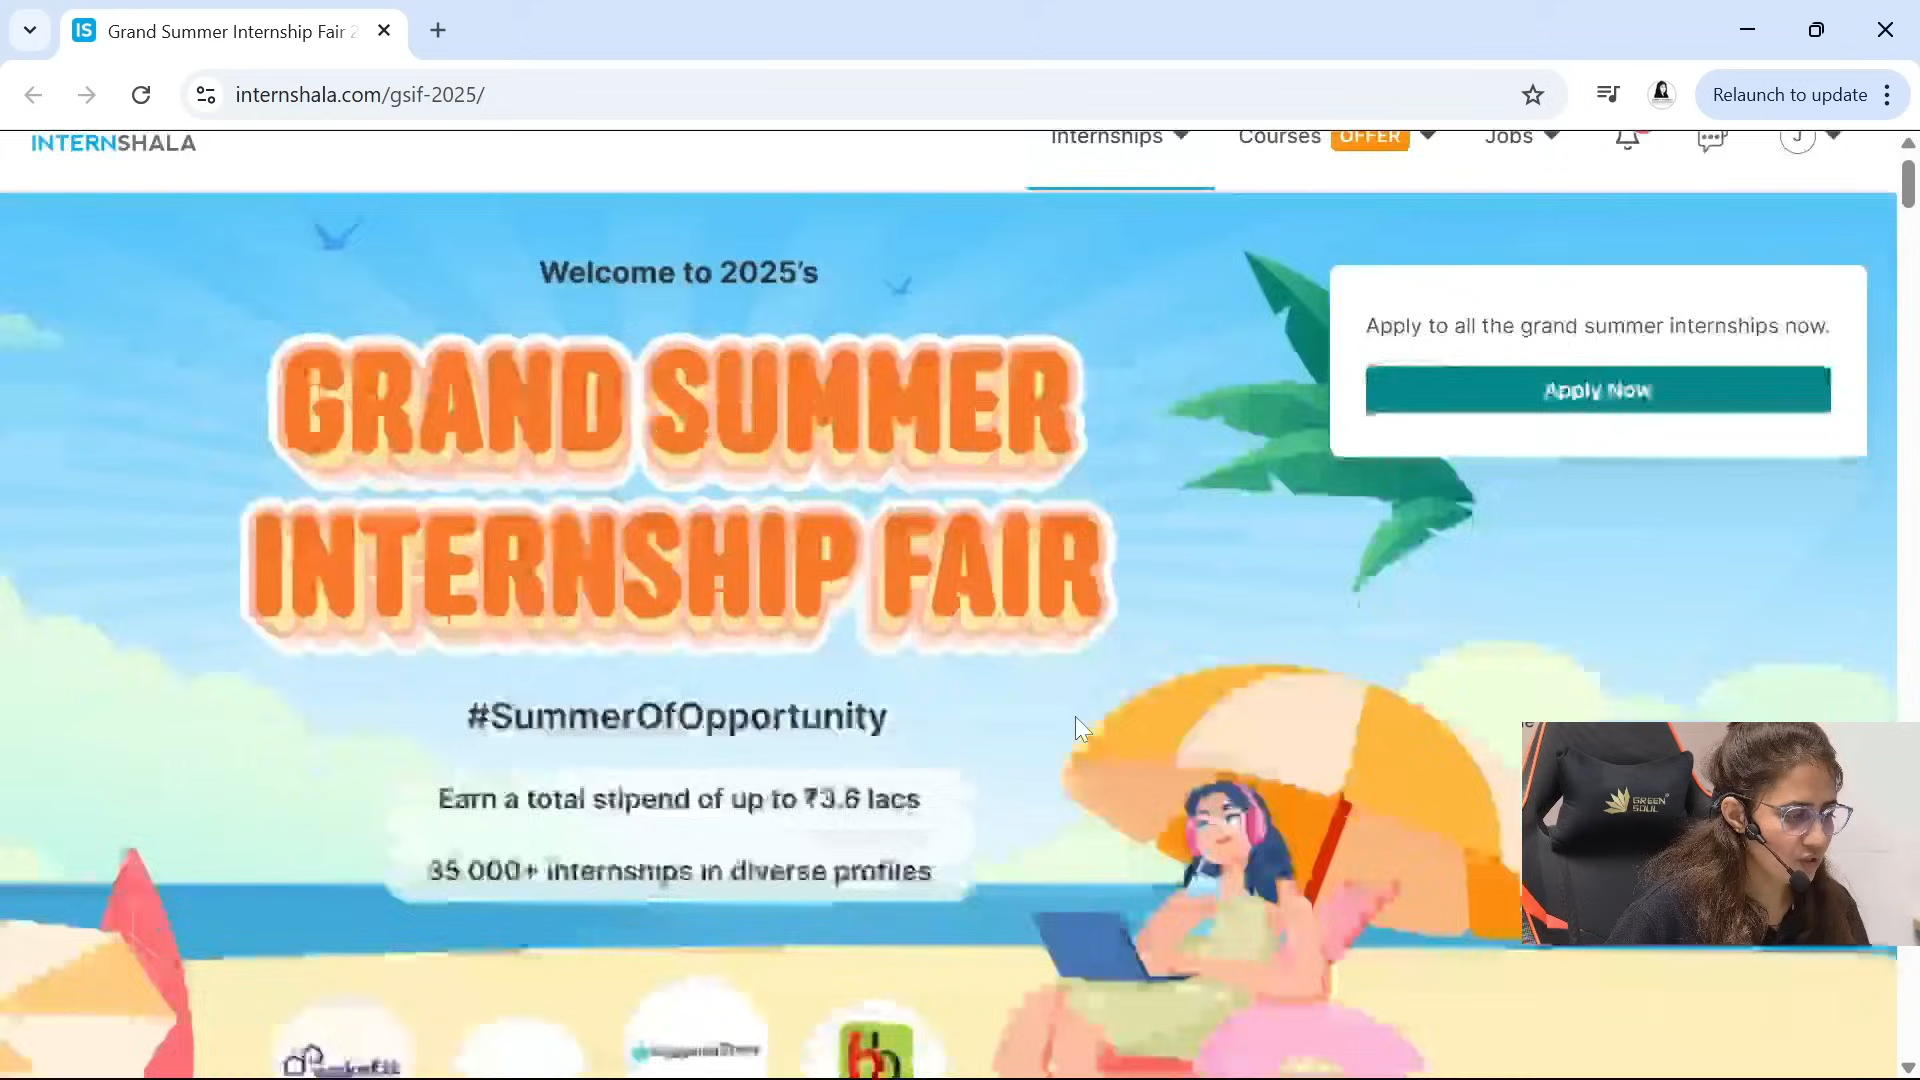 Grand Summer Internship Fair 2
internshala.com/gsif-2025/
Relaunch to update
INTERNSHALA
Internships
Courses OFFER
Jobs
J
Welcome to 2025's
GRAND SUMMER
INTERNSHIP FAIR
#SummerOfOpportunity
Earn a total stipend of up to ₹3.6 lacs
35 000+ internships in diverse profiles
Apply to all the grand summer internships now.
Apply Now
GREEN
SOUL
bb